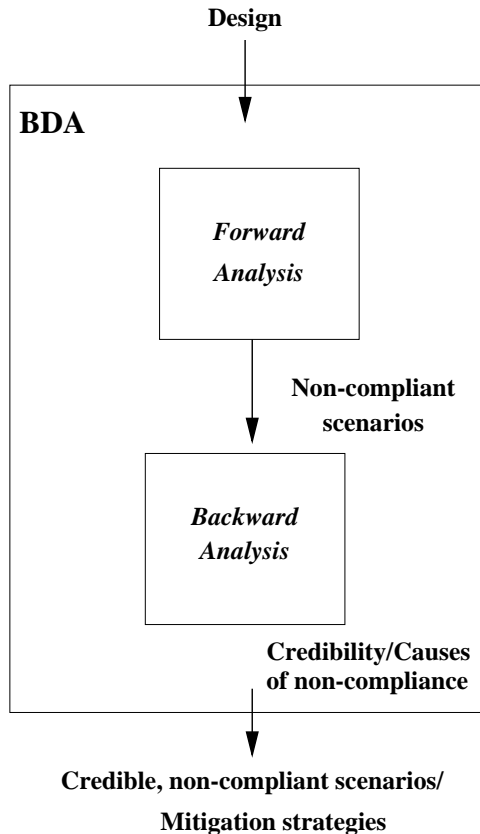 Design
BDA
Forward
Analysis
Non-compliant
scenarios
Backward
Analysis
Credibility/Causes
of non-compliance
Credible, non-compliant scenarios/
Mitigation strategies